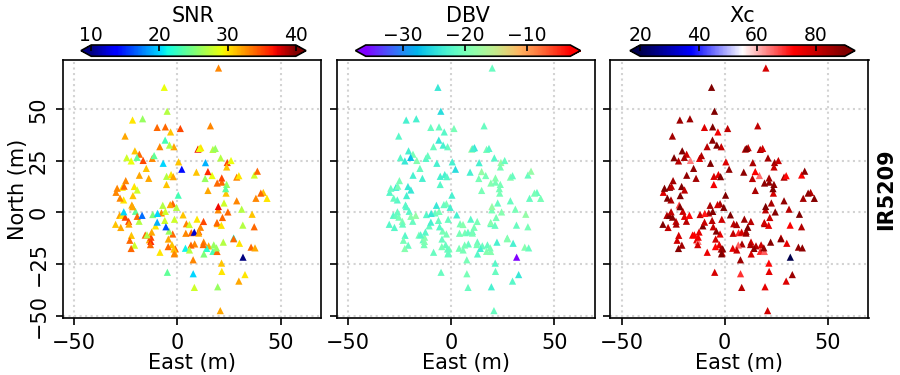 SNR DBV Xc
10 20 30 40 −30 −20 −10 20 40 60 80
North (m)
50
25
0
−25
−50
IR5209
−50 0 50 −50 0 50 −50 0 50
East (m) East (m) East (m)